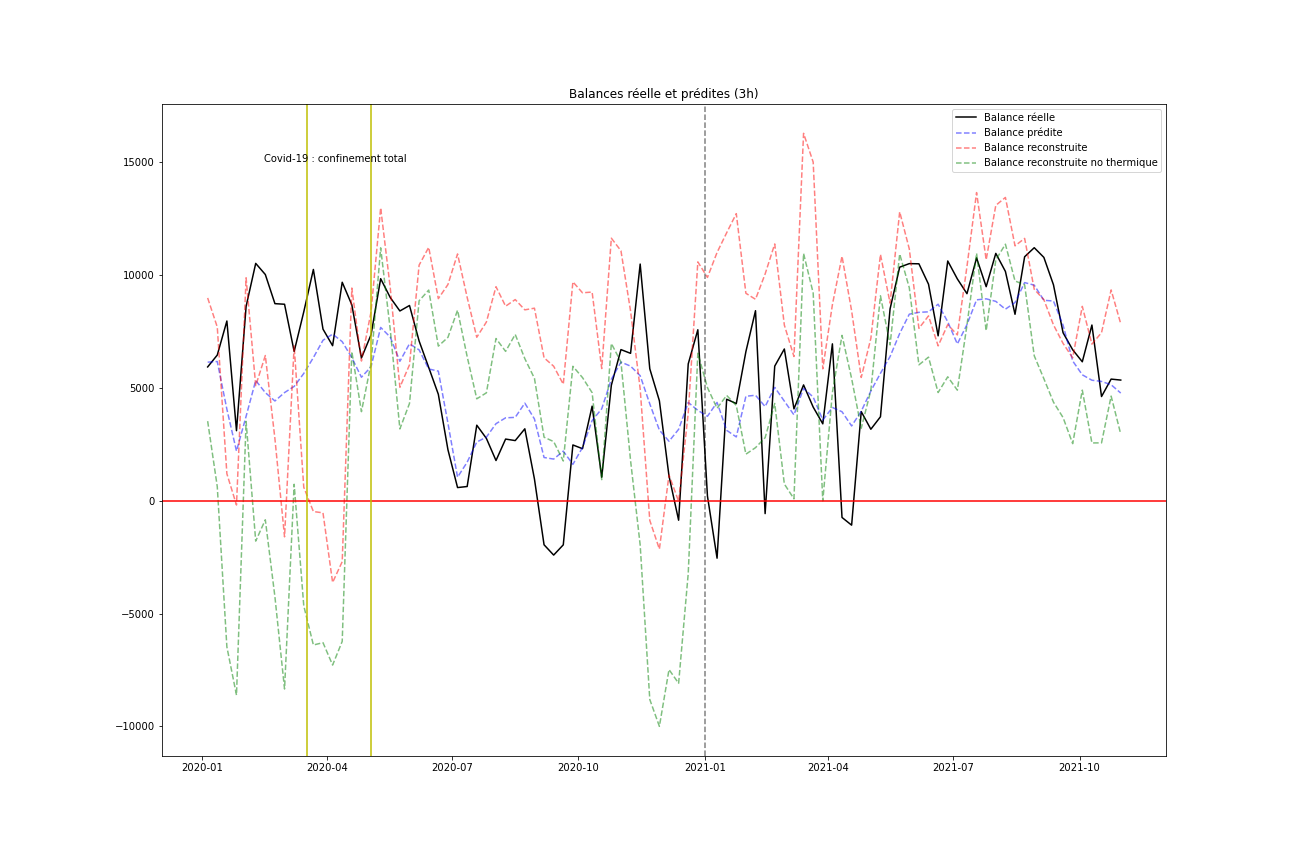 Balances réelle et prédites (3h)
Balance réelle
Balance prédite
Balance reconstruite
Balance reconstruite no thermique
Covid-19 : confinement total
15000
10000
5000
0
−5000
−10000
2020-01
2020-04
2020-07
2020-10
2021-01
2021-04
2021-07
2021-10